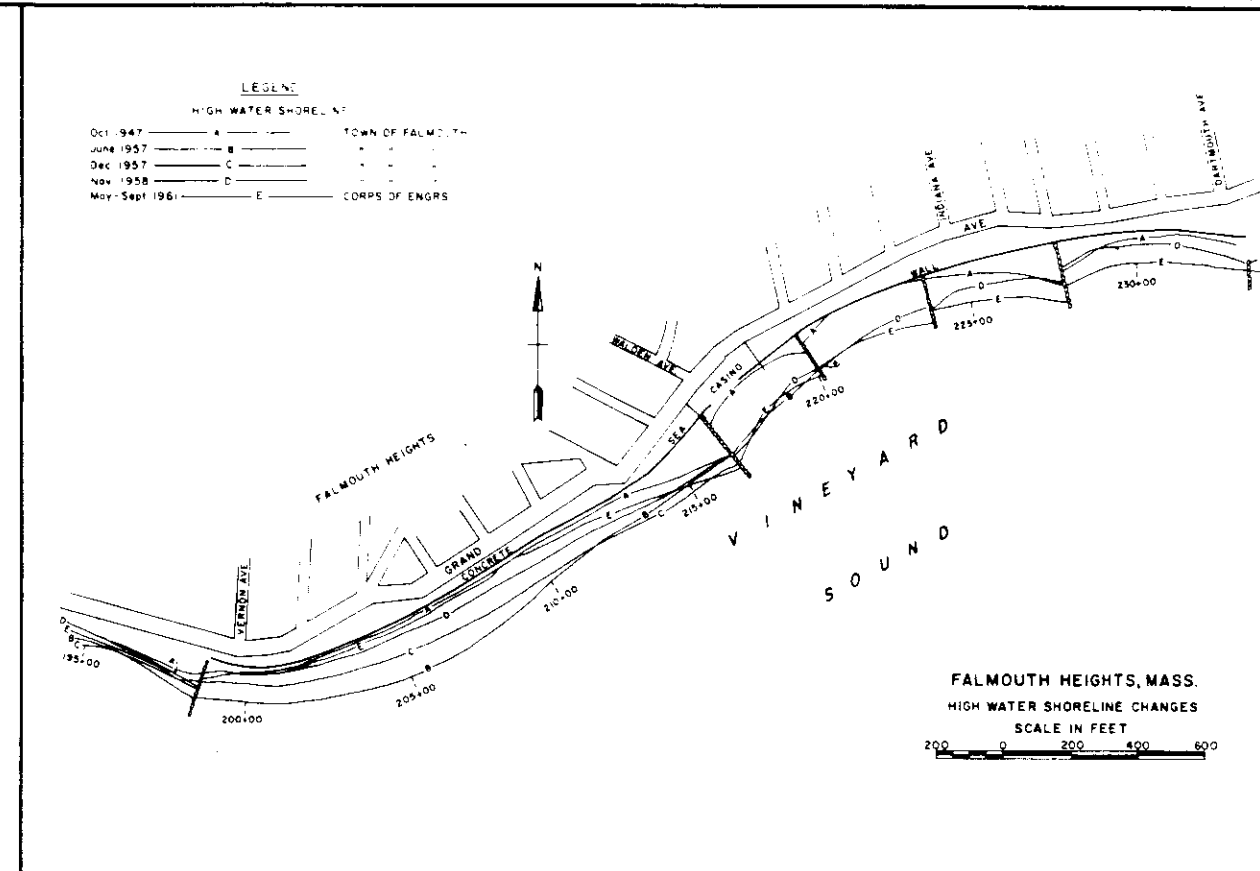 LEGEND
HIGH WATER SHORELINE
Oct 1947 A TOWN OF FALMOUTH
June 1957 B " " "
Dec 1957 C " " "
Nov 1958 D " " "
May-Sept 1961 E CORPS OF ENGRS
N
DARTMOUTH AVE
INDIANA AVE
AVE
WALL
A
D
E
230+00
A
D
E
225+00
WALDEN AVE
CASINO
A
A
D
E
220+00
D
E
B
SEA
FALMOUTH HEIGHTS
A
E
B
C
215+00
VINEYARD
SOUND
GRAND
CONCRETE
VERNON AVE
A
D
E
C
B
210+00
205+00
200+00
D
E
B
C
195+00
A
FALMOUTH HEIGHTS, MASS.
HIGH WATER SHORELINE CHANGES
SCALE IN FEET
200 0 200 400 600